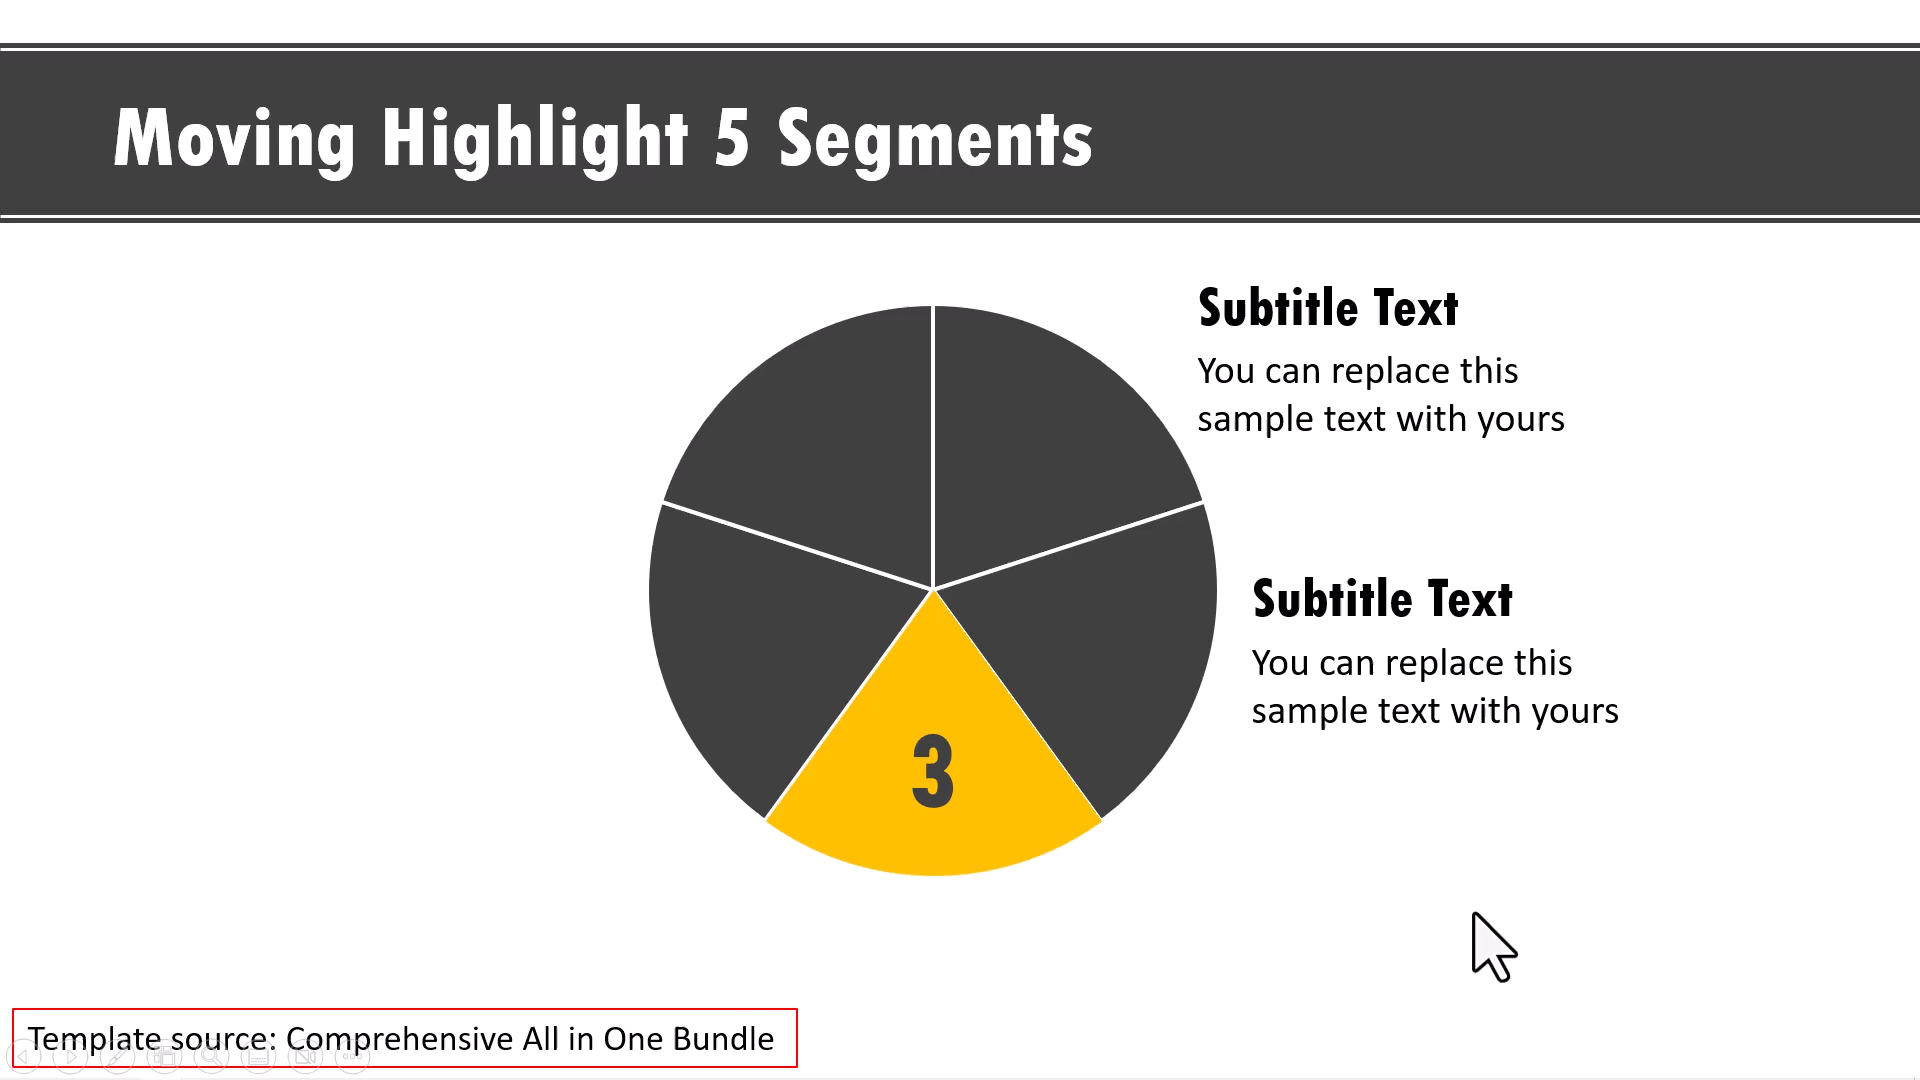 Moving Highlight 5 Segments
Subtitle Text
You can replace this
sample text with yours
Subtitle Text
You can replace this
sample text with yours
3
Template source: Comprehensive All in One Bundle